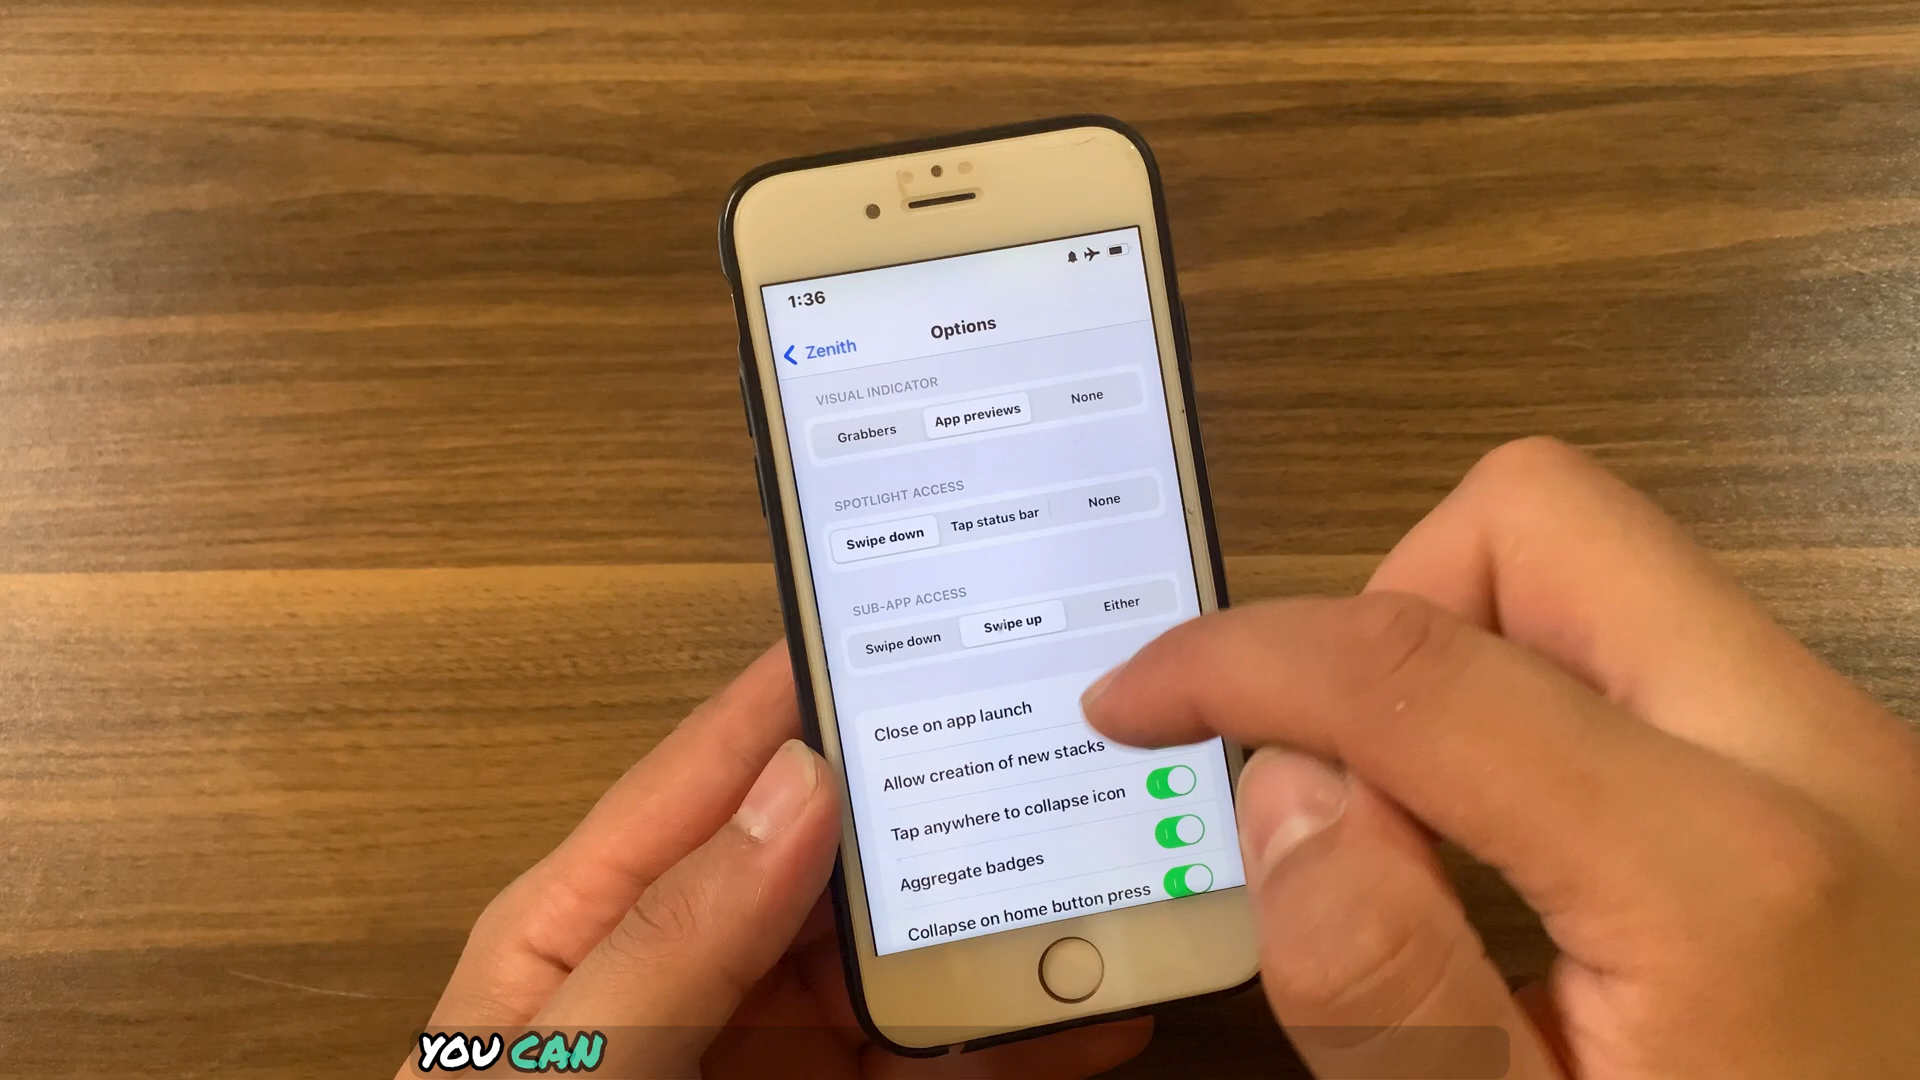 1:36
Zenith
Options
VISUAL INDICATOR
Grabbers App previews None
SPOTLIGHT ACCESS
Swipe down Tap status bar None
SUB-APP ACCESS
Swipe down Swipe up Either
Close on app launch
Allow creation of new stacks
Tap anywhere to collapse icon
Aggregate badges
Collapse on home button press
YOU CAN